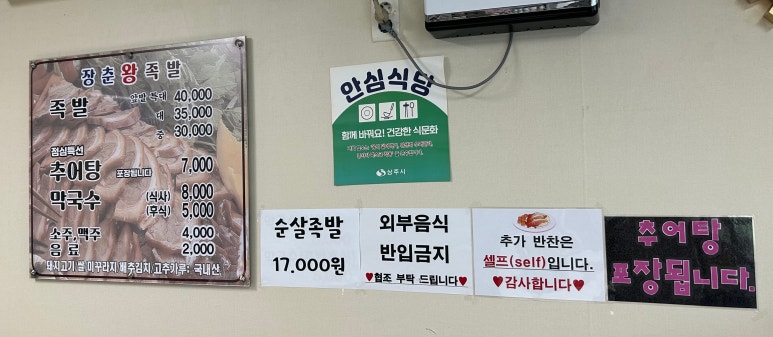 장춘왕족발
족발 앞발 특대 40,000
대 35,000
중 30,000
점심특선
추어탕 포장됩니다 7,000
막국수 (식사) 8,000
(후식) 5,000
소주,맥주 4,000
음료 2,000
돼지고기 쌀 미꾸라지 배추김지 고추가루: 국내산
안심식당
함께 바꿔요! 건강한 식문화
상주시
순살족발
17.000원
외부음식
반입금지
♥협조 부탁 드립니다♥
추가 반찬은
셀프(self)입니다.
♥감사합니다♥
추어탕
포장됩니다.